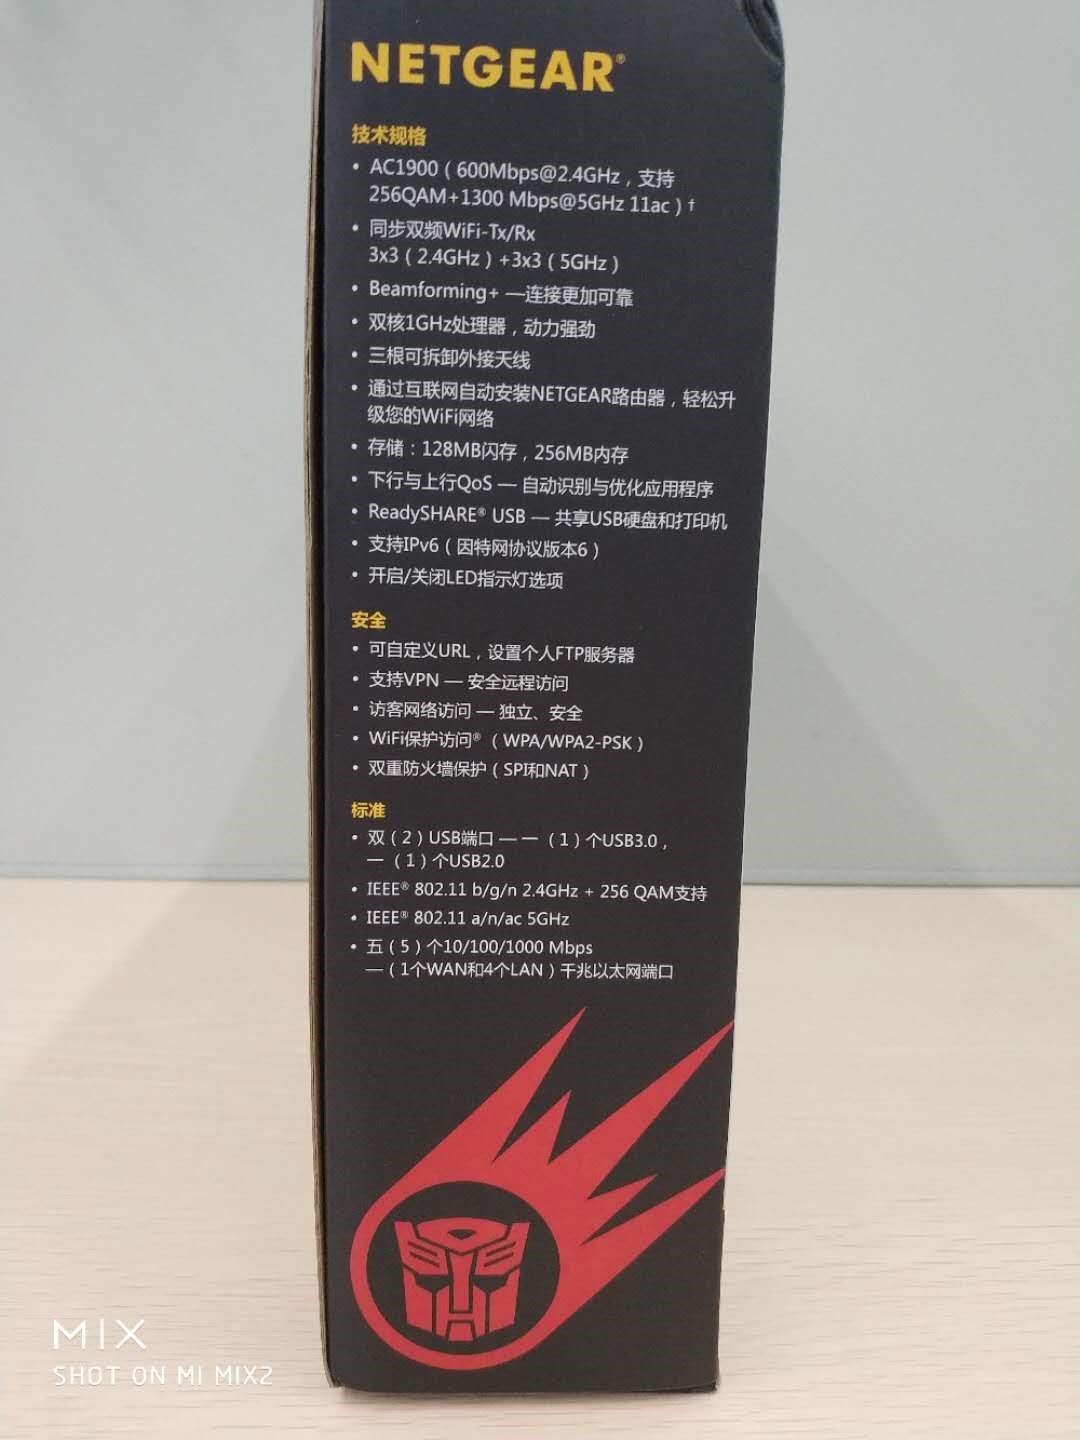 NETGEAR®
技术规格
• AC1900（600Mbps@2.4GHz，支持
256QAM+1300 Mbps@5GHz 11ac）†
• 同步双频WiFi-Tx/Rx
3x3（2.4GHz）+3x3（5GHz）
• Beamforming+ —连接更加可靠
• 双核1GHz处理器，动力强劲
• 三根可拆卸外接天线
• 通过互联网自动安装NETGEAR路由器，轻松升
级您的WiFi网络
• 存储：128MB闪存，256MB内存
• 下行与上行QoS — 自动识别与优化应用程序
• ReadySHARE® USB — 共享USB硬盘和打印机
• 支持IPv6（因特网协议版本6）
• 开启/关闭LED指示灯选项
安全
• 可自定义URL，设置个人FTP服务器
• 支持VPN — 安全远程访问
• 访客网络访问 — 独立、安全
• WiFi保护访问®（WPA/WPA2-PSK）
• 双重防火墙保护（SPI和NAT）
标准
• 双（2）USB端口 — 一（1）个USB3.0，
一（1）个USB2.0
• IEEE® 802.11 b/g/n 2.4GHz + 256 QAM支持
• IEEE® 802.11 a/n/ac 5GHz
• 五（5）个10/100/1000 Mbps
—（1个WAN和4个LAN）千兆以太网端口
MIX
SHOT ON MI MIX2